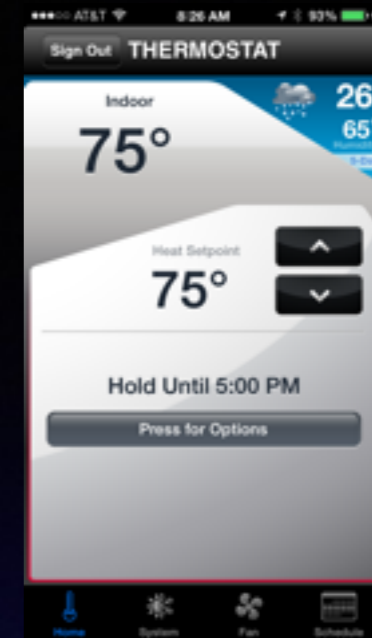 AT&T 8:26 AM 93%
Sign Out THERMOSTAT
Indoor
75°
26
65
Humidity
Heat Setpoint
75°
Hold Until 5:00 PM
Press for Options
Home System Fan Schedule